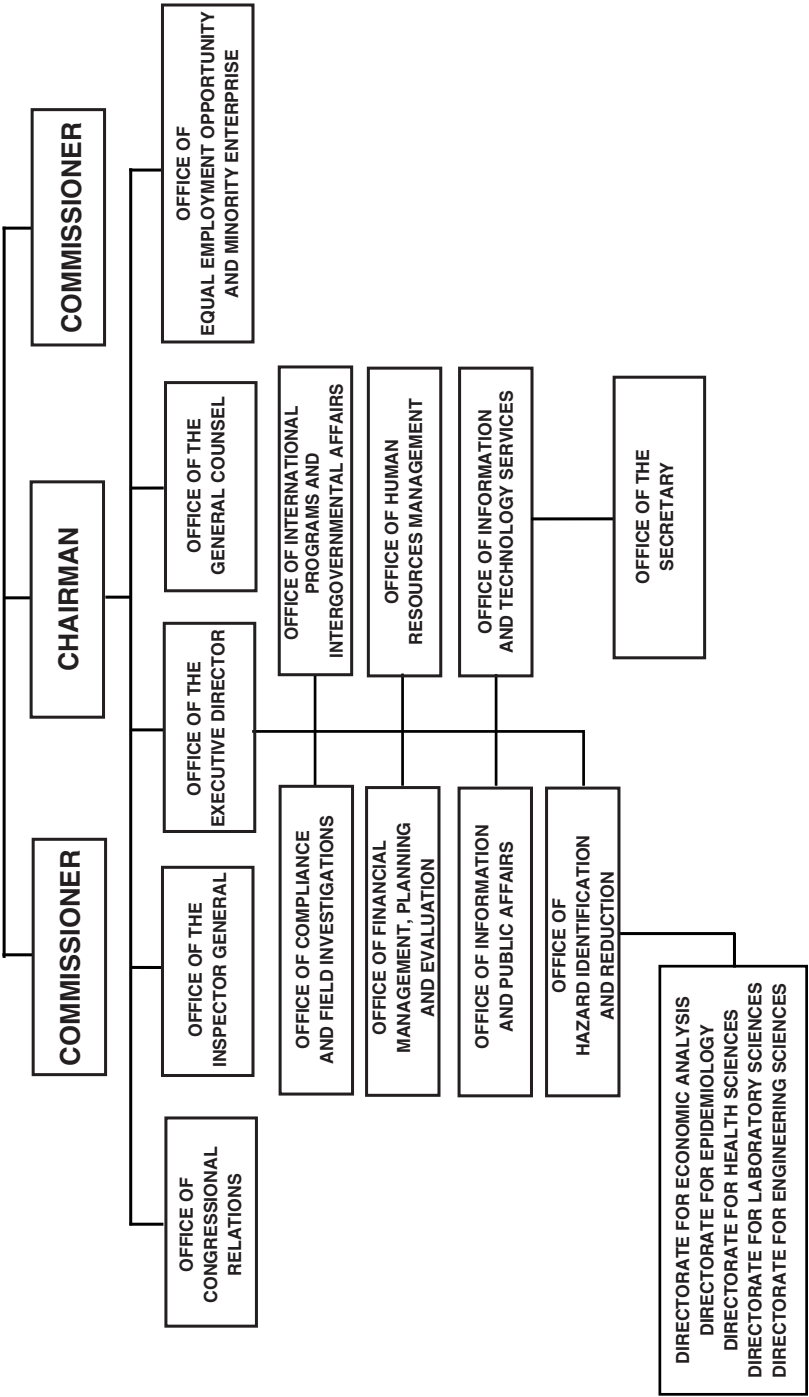 COMMISSIONER
CHAIRMAN
COMMISSIONER
OFFICE OF
CONGRESSIONAL
RELATIONS
OFFICE OF THE
INSPECTOR GENERAL
OFFICE OF THE
EXECUTIVE DIRECTOR
OFFICE OF THE
GENERAL COUNSEL
OFFICE OF
EQUAL EMPLOYMENT OPPORTUNITY
AND MINORITY ENTERPRISE
OFFICE OF COMPLIANCE
AND FIELD INVESTIGATIONS
OFFICE OF INTERNATIONAL
PROGRAMS AND
INTERGOVERNMENTAL AFFAIRS
OFFICE OF FINANCIAL
MANAGEMENT, PLANNING
AND EVALUATION
OFFICE OF HUMAN
RESOURCES MANAGEMENT
OFFICE OF INFORMATION
AND PUBLIC AFFAIRS
OFFICE OF INFORMATION
AND TECHNOLOGY SERVICES
OFFICE OF
HAZARD IDENTIFICATION
AND REDUCTION
OFFICE OF THE
SECRETARY
DIRECTORATE FOR ECONOMIC ANALYSIS
DIRECTORATE FOR EPIDEMIOLOGY
DIRECTORATE FOR HEALTH SCIENCES
DIRECTORATE FOR LABORATORY SCIENCES
DIRECTORATE FOR ENGINEERING SCIENCES